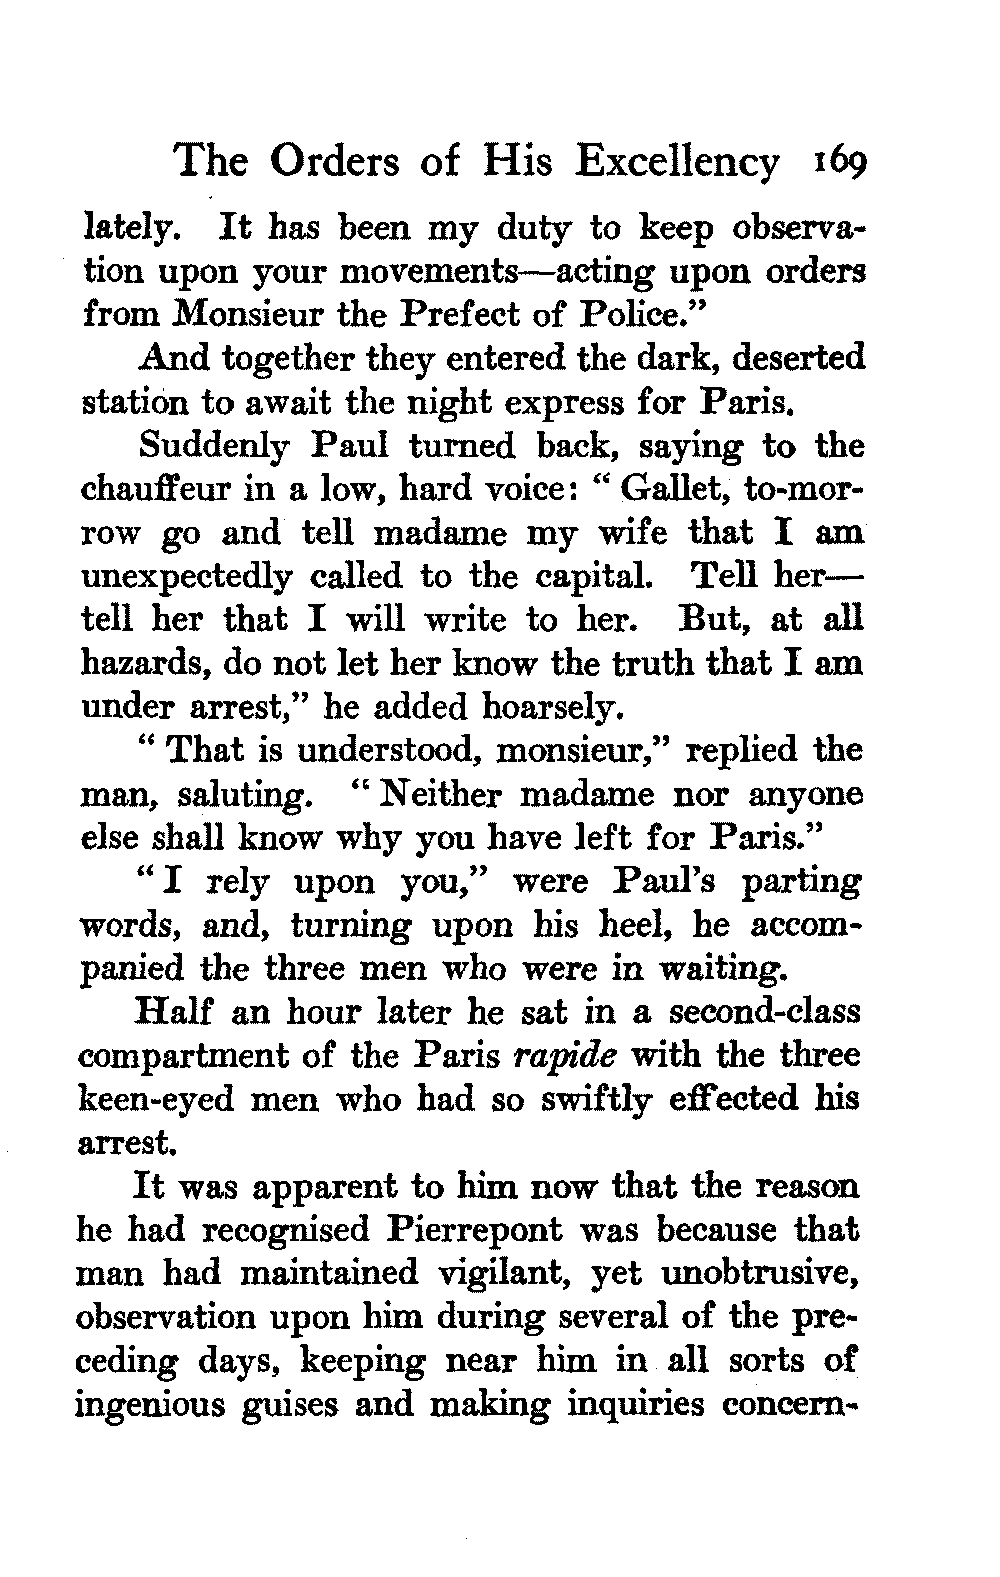 The Orders of His Excellency 169
lately. It has been my duty to keep observa-
tion upon your movements—acting upon orders
from Monsieur the Prefect of Police.”
And together they entered the dark, deserted
station to await the night express for Paris.
Suddenly Paul turned back, saying to the
chauffeur in a low, hard voice: “ Gallet, to-mor-
row go and tell madame my wife that I am
unexpectedly called to the capital. Tell her—
tell her that I will write to her. But, at all
hazards, do not let her know the truth that I am
under arrest,” he added hoarsely.
“ That is understood, monsieur,” replied the
man, saluting. “ Neither madame nor anyone
else shall know why you have left for Paris.”
“ I rely upon you,” were Paul’s parting
words, and, turning upon his heel, he accom-
panied the three men who were in waiting.
Half an hour later he sat in a second-class
compartment of the Paris rapide with the three
keen-eyed men who had so swiftly effected his
arrest.
It was apparent to him now that the reason
he had recognised Pierrepont was because that
man had maintained vigilant, yet unobtrusive,
observation upon him during several of the pre-
ceding days, keeping near him in all sorts of
ingenious guises and making inquiries concern-